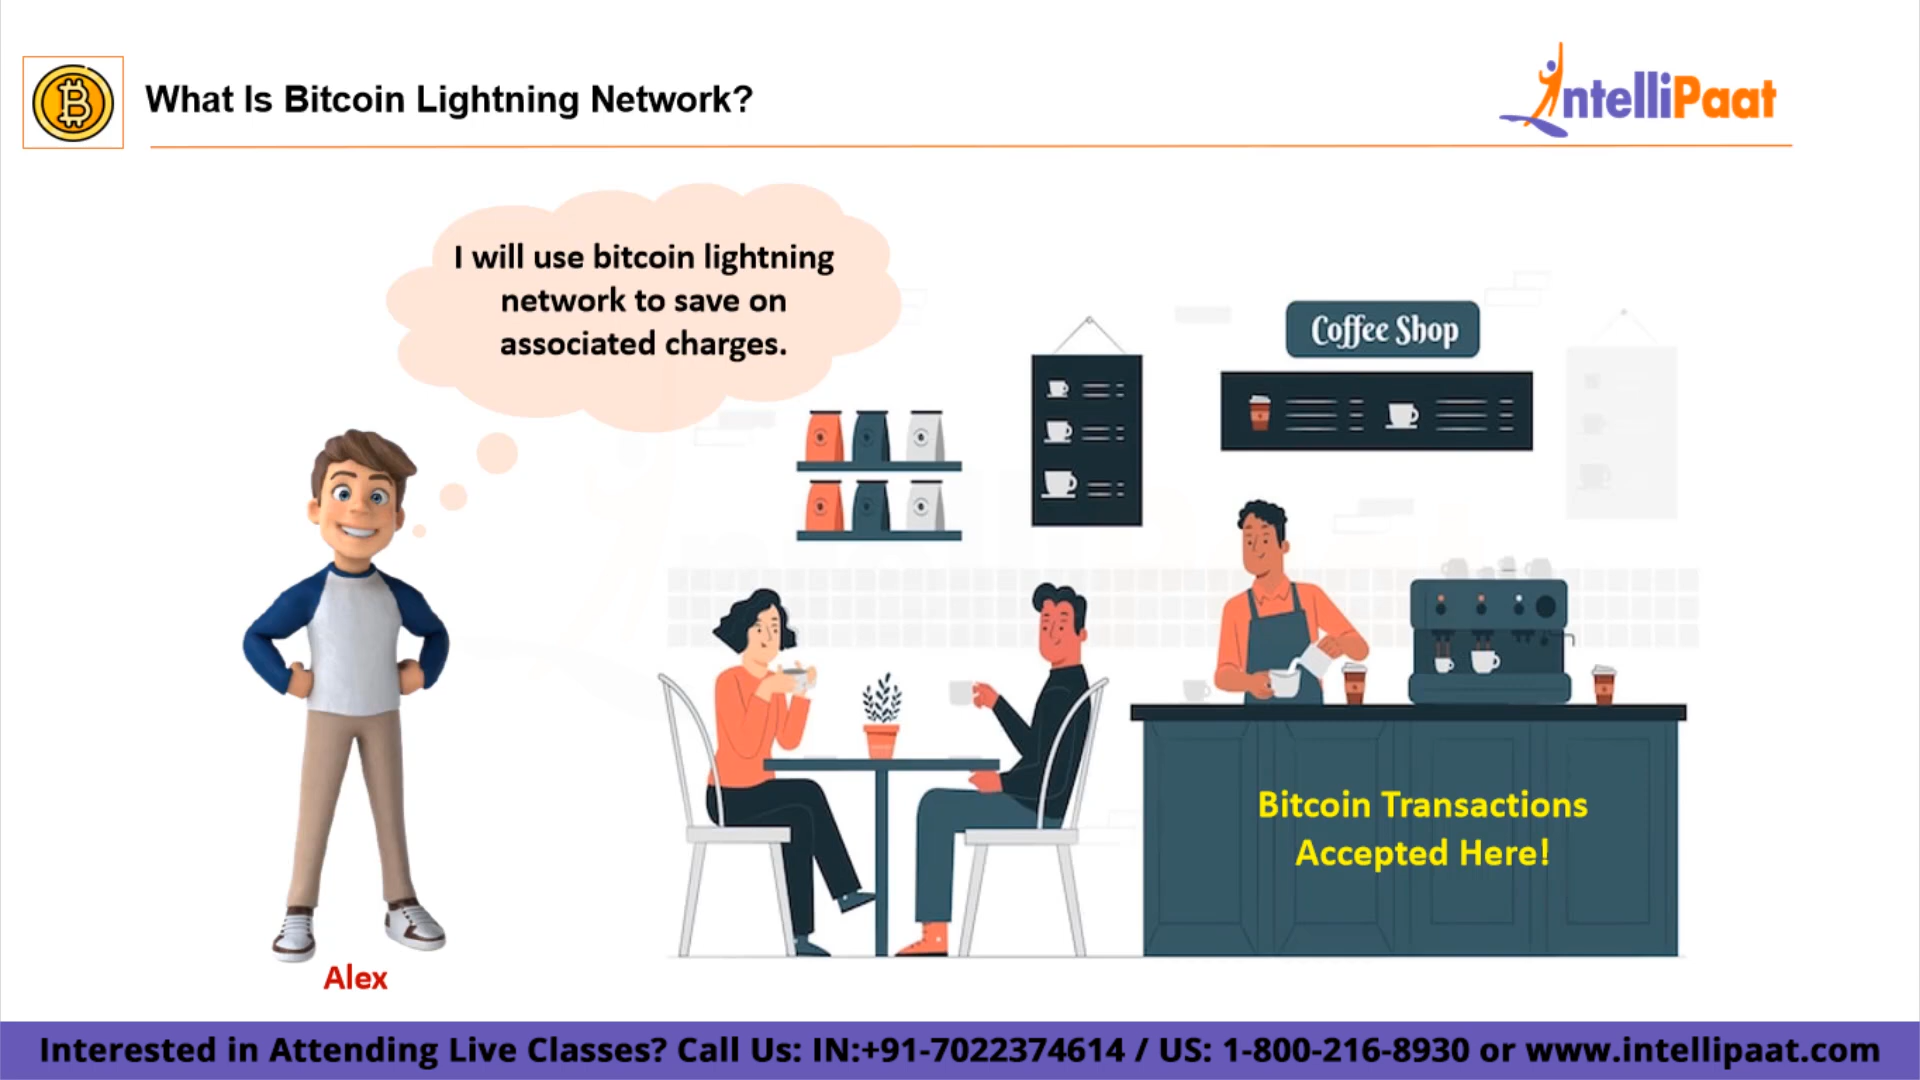 What Is Bitcoin Lightning Network?
IntelliPaat
I will use bitcoin lightning
network to save on
associated charges.
Coffee Shop
Bitcoin Transactions
Accepted Here!
Alex
Interested in Attending Live Classes? Call Us: IN:+91-7022374614 / US: 1-800-216-8930 or www.intellipaat.com